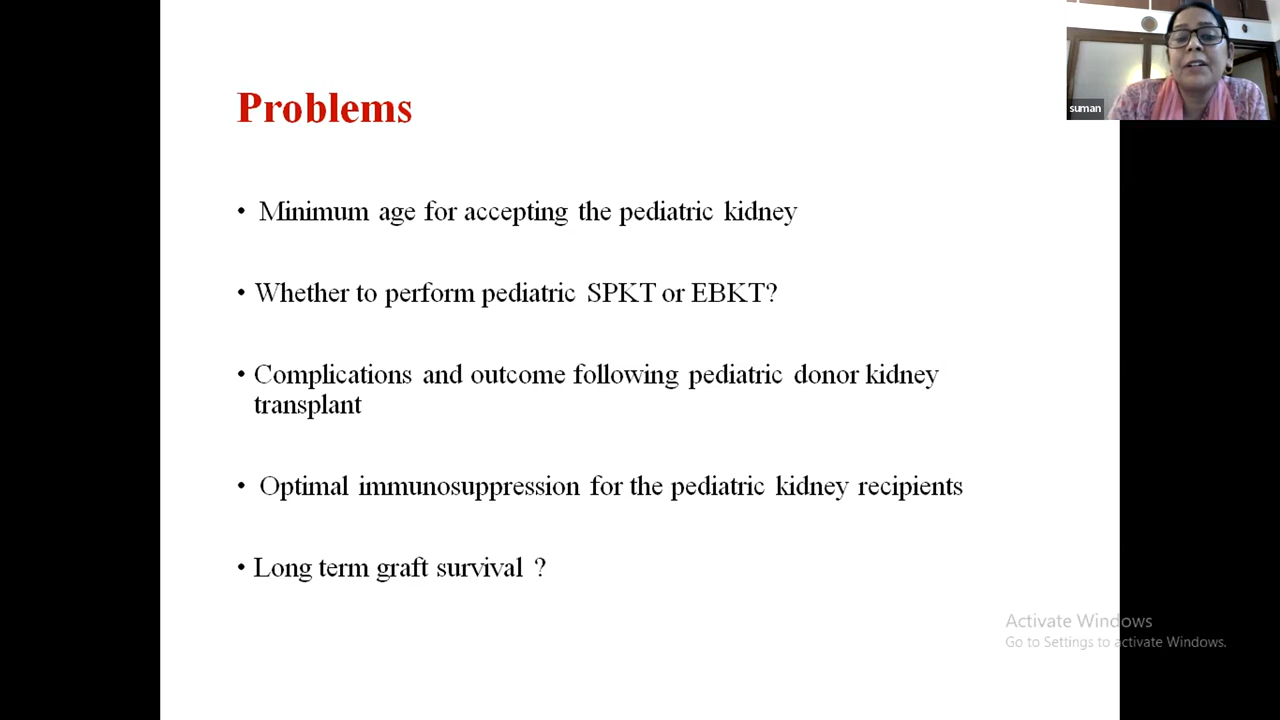 suman
Problems
• Minimum age for accepting the pediatric kidney
• Whether to perform pediatric SPKT or EBKT?
• Complications and outcome following pediatric donor kidney
transplant
• Optimal immunosuppression for the pediatric kidney recipients
• Long term graft survival ?
Activate Windows
Go to Settings to activate Windows.